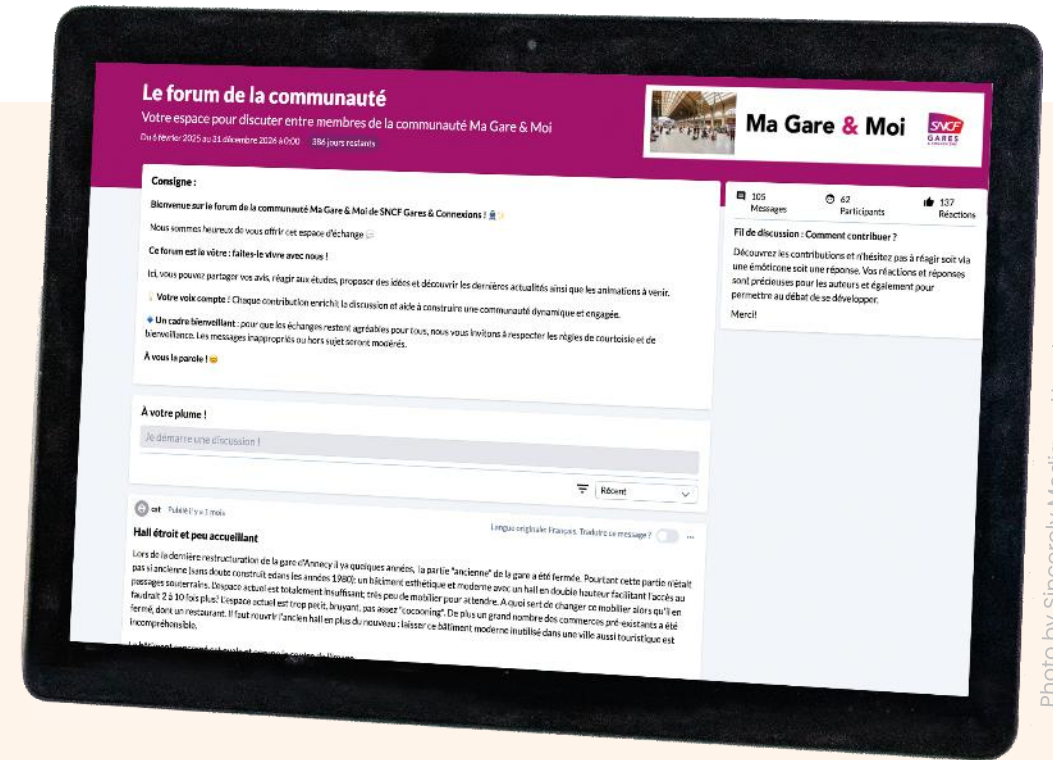 Le forum de la communauté
Votre espace pour discuter entre membres de la communauté Ma Gare & Moi
Du 6 février 2025 au 31 décembre 2026 à 0:00 386 jours restants
Ma Gare & Moi
SNCF
GARES
& CONNEXIONS
Consigne :
Bienvenue sur le forum de la communauté Ma Gare & Moi de SNCF Gares & Connexions !
Nous sommes heureux de vous offrir cet espace d'échange
Ce forum est le vôtre : faites-le vivre avec nous !
Ici, vous pouvez partager vos avis, réagir aux études, proposer des idées et découvrir les dernières actualités ainsi que les animations à venir.
Votre voix compte ! Chaque contribution enrichit la discussion et aide à construire une communauté dynamique et engagée.
Un cadre bienveillant : pour que les échanges restent agréables pour tous, nous vous invitons à respecter les règles de courtoisie et de
bienveillance. Les messages inappropriés ou hors sujet seront modérés.
À vous la parole !
105 62 137
Messages Participants Réactions
Fil de discussion : Comment contribuer ?
Découvrez les contributions et n'hésitez pas à réagir soit via
une émoticone soit une réponse. Vos réactions et réponses
sont précieuses pour les auteurs et également pour
permettre au débat de se développer.
Merci!
À votre plume !
Je démarre une discussion !
Récent
Publié il y a 1 mois
Langue originale: Français. Traduire ce message ?
Hall étroit et peu accueillant
Lors de la dernière restructuration de la gare d'Annecy il ya quelques années, la partie "ancienne" de la gare a été fermée. Pourtant cette partie n'était
pas si ancienne (sans doute construit edans les années 1980); un bâtiment esthétique et moderne avec un hall en double hauteur facilitant l'accès au
passages souterrains. L'espace actuel est totalement insuffisant; très peu de mobilier pour attendre. A quoi sert de changer ce mobilier alors qu'il en
faudrait 2 à 10 fois plus? L'espace actuel est trop petit, bruyant, pas assez "cocooning". De plus un grand nombre des commerces pré-existants a été
fermé, dont un restaurant. Il faut rouvrir l'ancien hall en plus du nouveau : laisser ce bâtiment moderne inutilisé dans une ville aussi touristique est
incompréhensible.
Photo by Sincerely Media